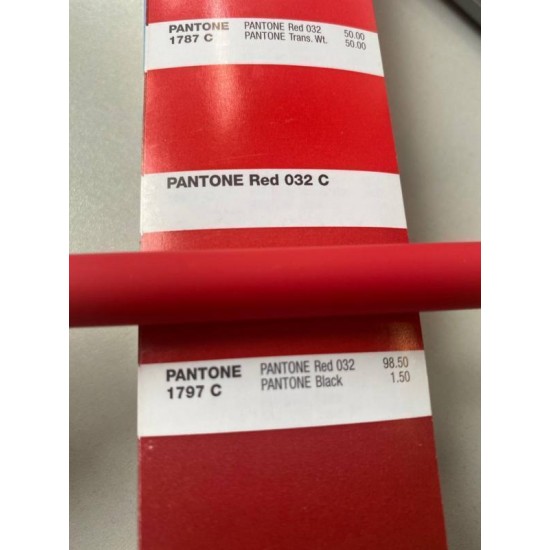 PANTONE PANTONE Red 032 50.00
1787 C PANTONE Trans. Wt. 50.00
PANTONE Red 032 C
PANTONE PANTONE Red 032 98.50
1797 C PANTONE Black 1.50